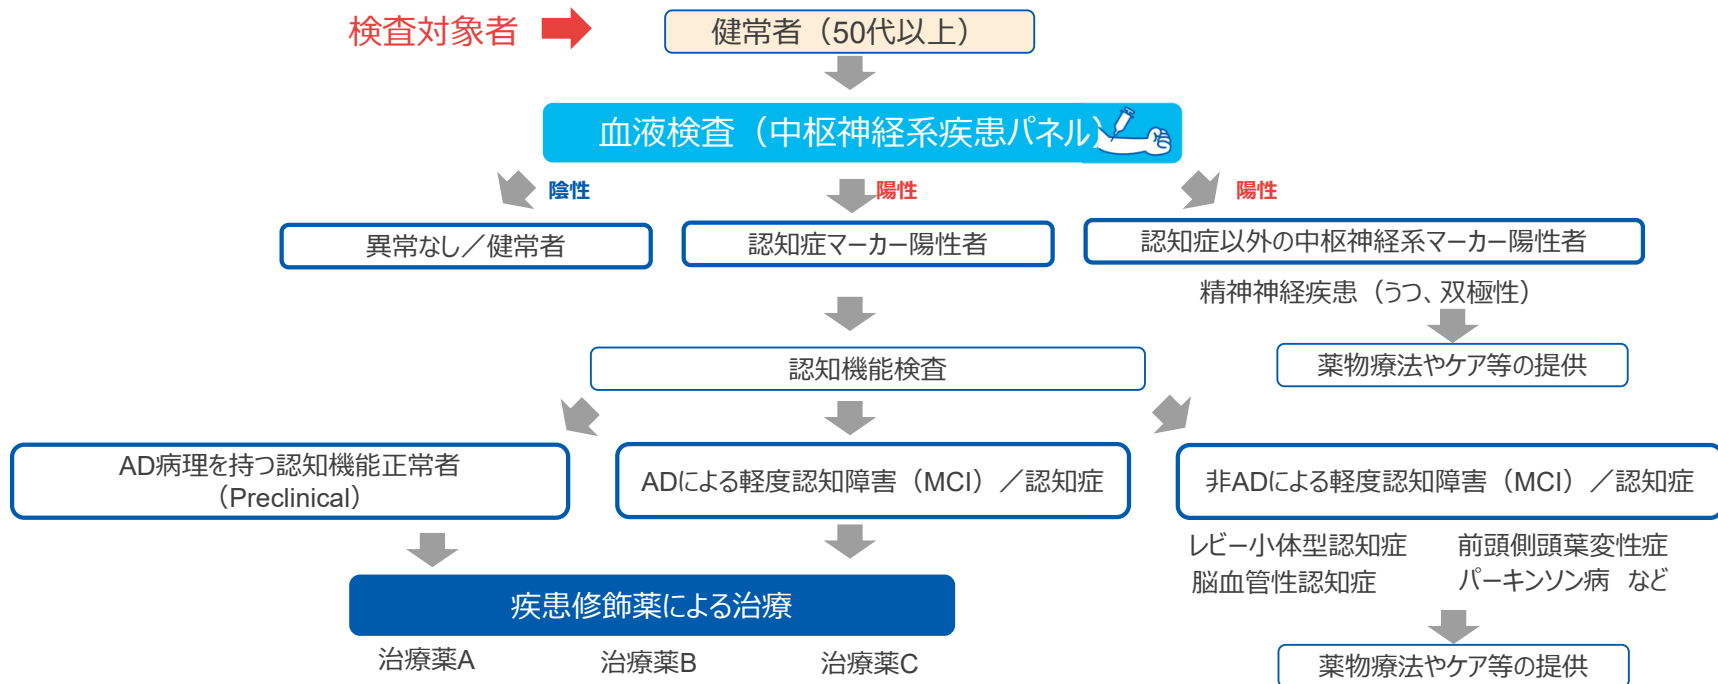 検査対象者
健常者（50代以上）
血液検査（中枢神経系疾患パネル）
陰性
陽性
陽性
異常なし／健常者
認知症マーカー陽性者
認知症以外の中枢神経系マーカー陽性者
精神神経疾患（うつ、双極性）
認知機能検査
薬物療法やケア等の提供
AD病理を持つ認知機能正常者
（Preclinical）
ADによる軽度認知障害（MCI）／認知症
非ADによる軽度認知障害（MCI）／認知症
レビー小体型認知症
前頭側頭葉変性症
脳血管性認知症
パーキンソン病 など
疾患修飾薬による治療
治療薬A
治療薬B
治療薬C
薬物療法やケア等の提供